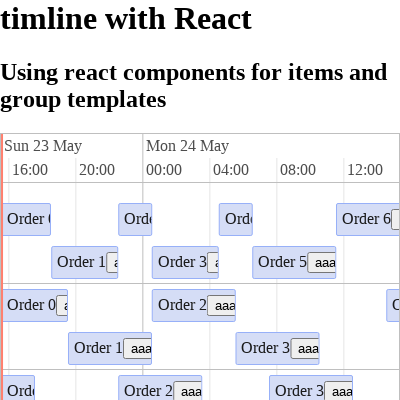 timline with React
Using react components for items and
group templates
Sun 23 May Mon 24 May
16:00 20:00 00:00 04:00 08:00 12:00
Order Order 6
Order 1 Order 3 Order 5 aaa
Order 0 Order 2 aaa
Order 1 aaa Order 3 aaa
Order 2 aaa Order 3 aaa